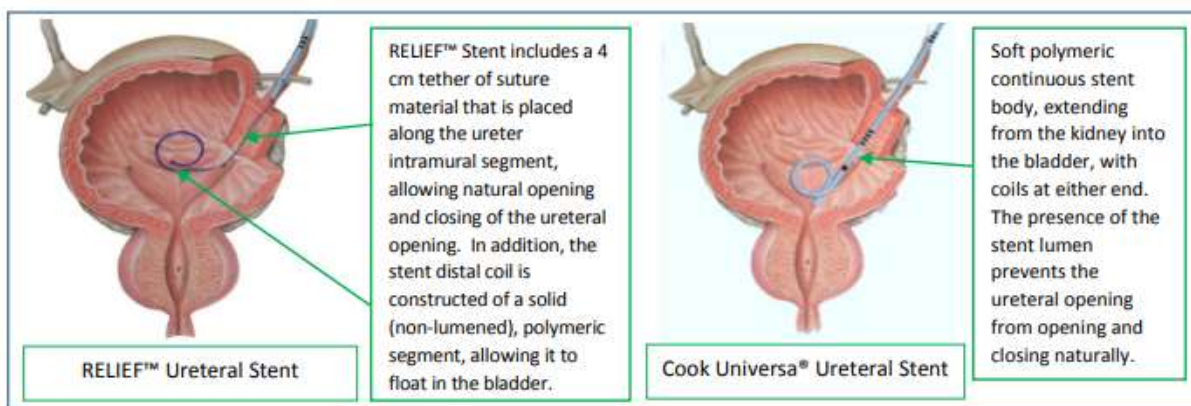 RELIEF™ Stent includes a 4
cm tether of suture
material that is placed
along the ureter
intramural segment,
allowing natural opening
and closing of the ureteral
opening. In addition, the
stent distal coil is
constructed of a solid
(non-lumened), polymeric
segment, allowing it to
float in the bladder.
RELIEF™ Ureteral Stent
Soft polymeric
continuous stent
body, extending
from the kidney into
the bladder, with
coils at either end.
The presence of the
stent lumen
prevents the
ureteral opening
from opening and
closing naturally.
Cook Universa® Ureteral Stent